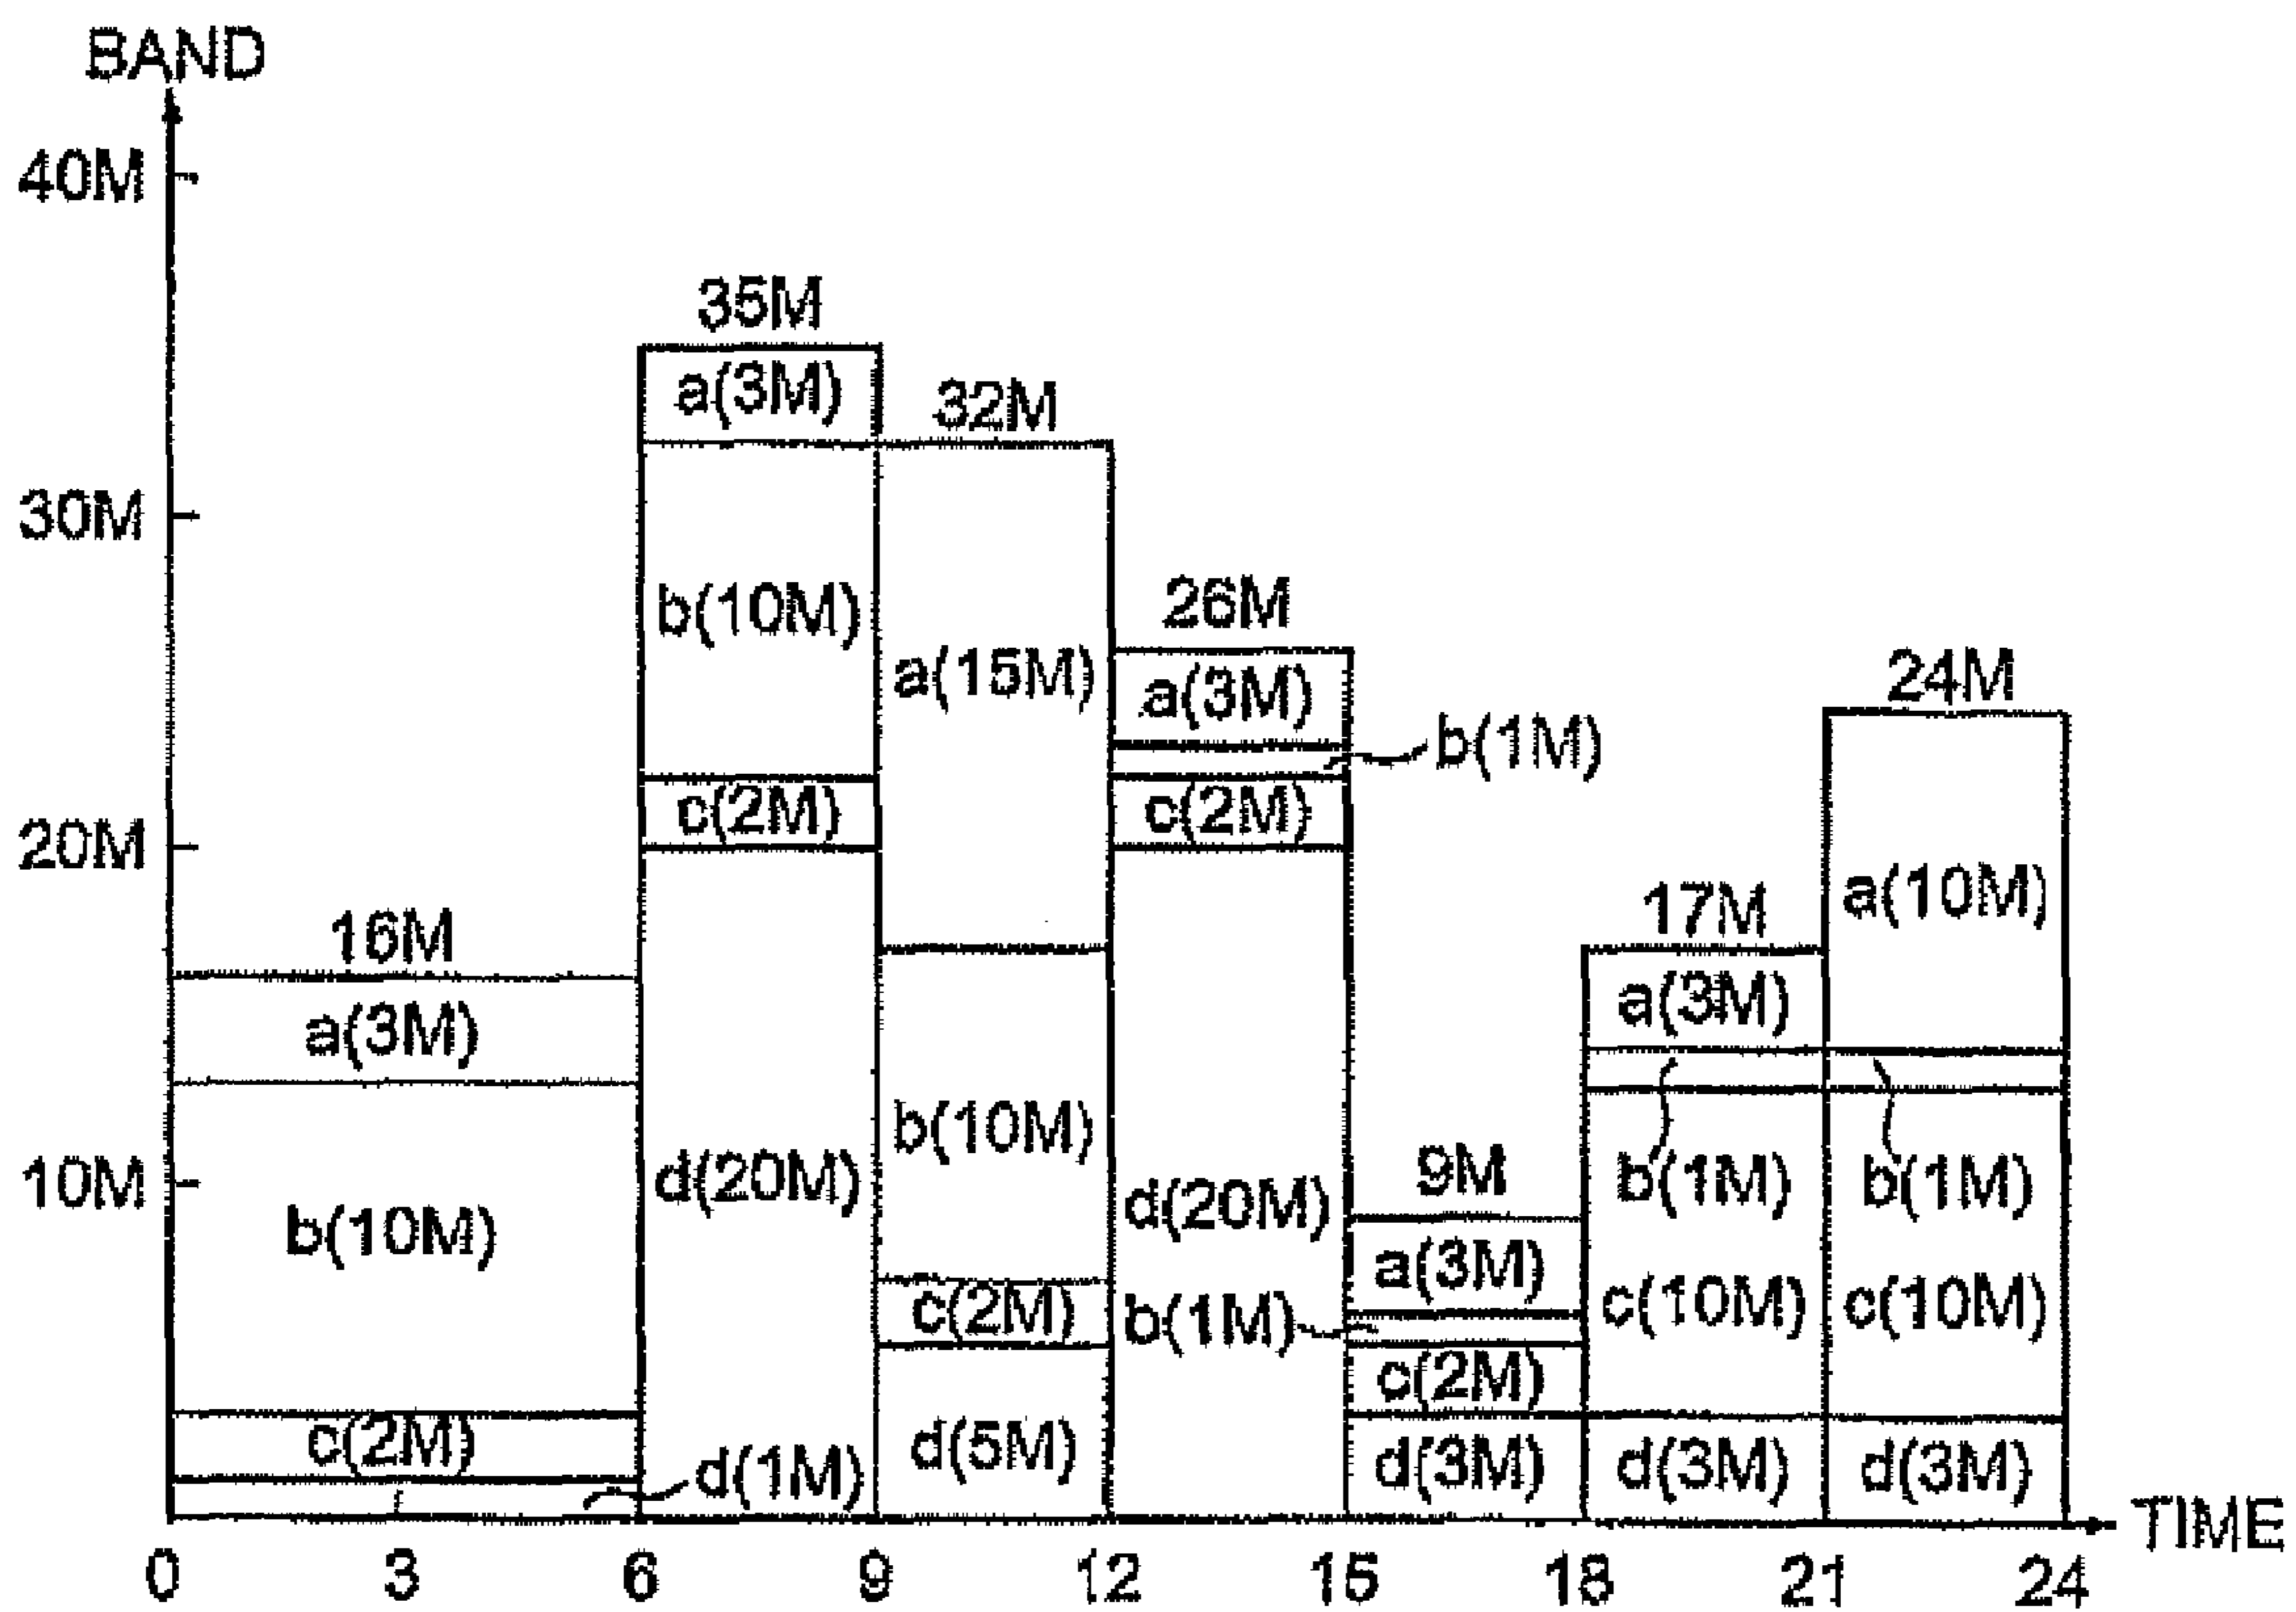 BAND
40M
35M
a(3M)
32M
30M
b(10M)
26M
a(15M)
a(3M)
24M
b(1M)
c(2M)
c(2M)
20M
a(10M)
17M
16M
a(3M)
a(3M)
b(10M)
d(20M)
10M
d(20M)
9M
b(1M)
b(1M)
b(10M)
a(3M)
c(2M)
b(1M)
c(10M)
c(10M)
c(2M)
c(2M)
d(1M)
d(5M)
d(3M)
d(3M)
d(3M)
TIME
0 3 6 9 12 15 18 21 24